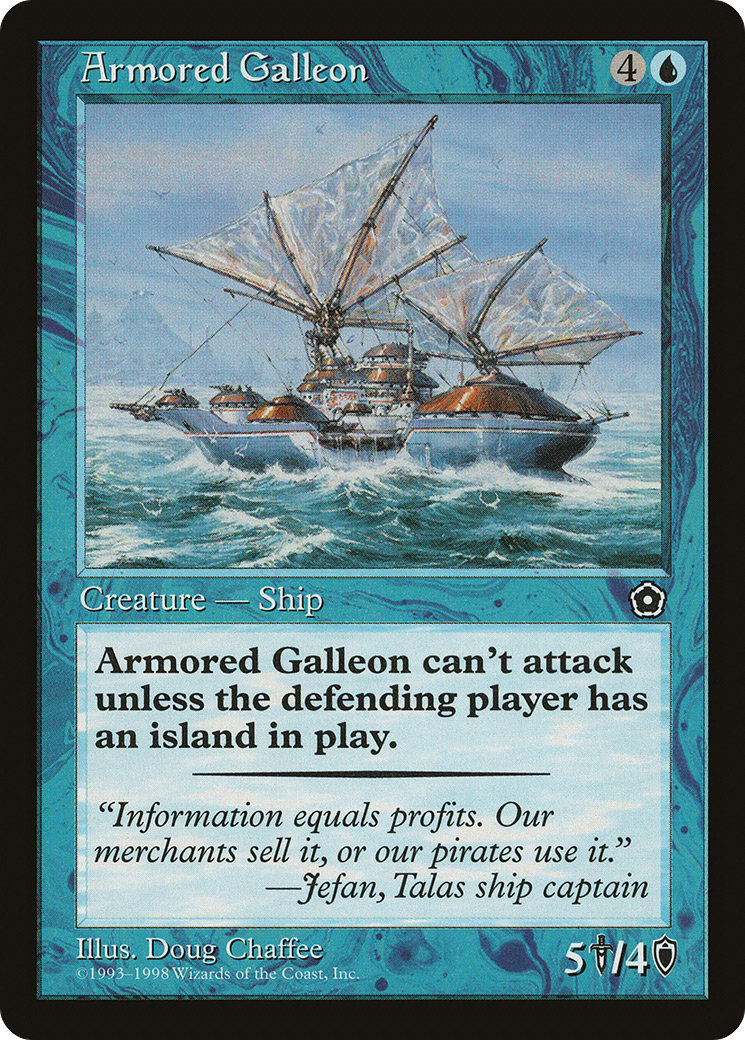 Armored Galleon 4
Creature — Ship
Armored Galleon can't attack
unless the defending player has
an island in play.
“Information equals profits. Our
merchants sell it, or our pirates use it.”
—Jefan, Talas ship captain
Illus. Doug Chaffee
©1993–1998 Wizards of the Coast, Inc.
5/4